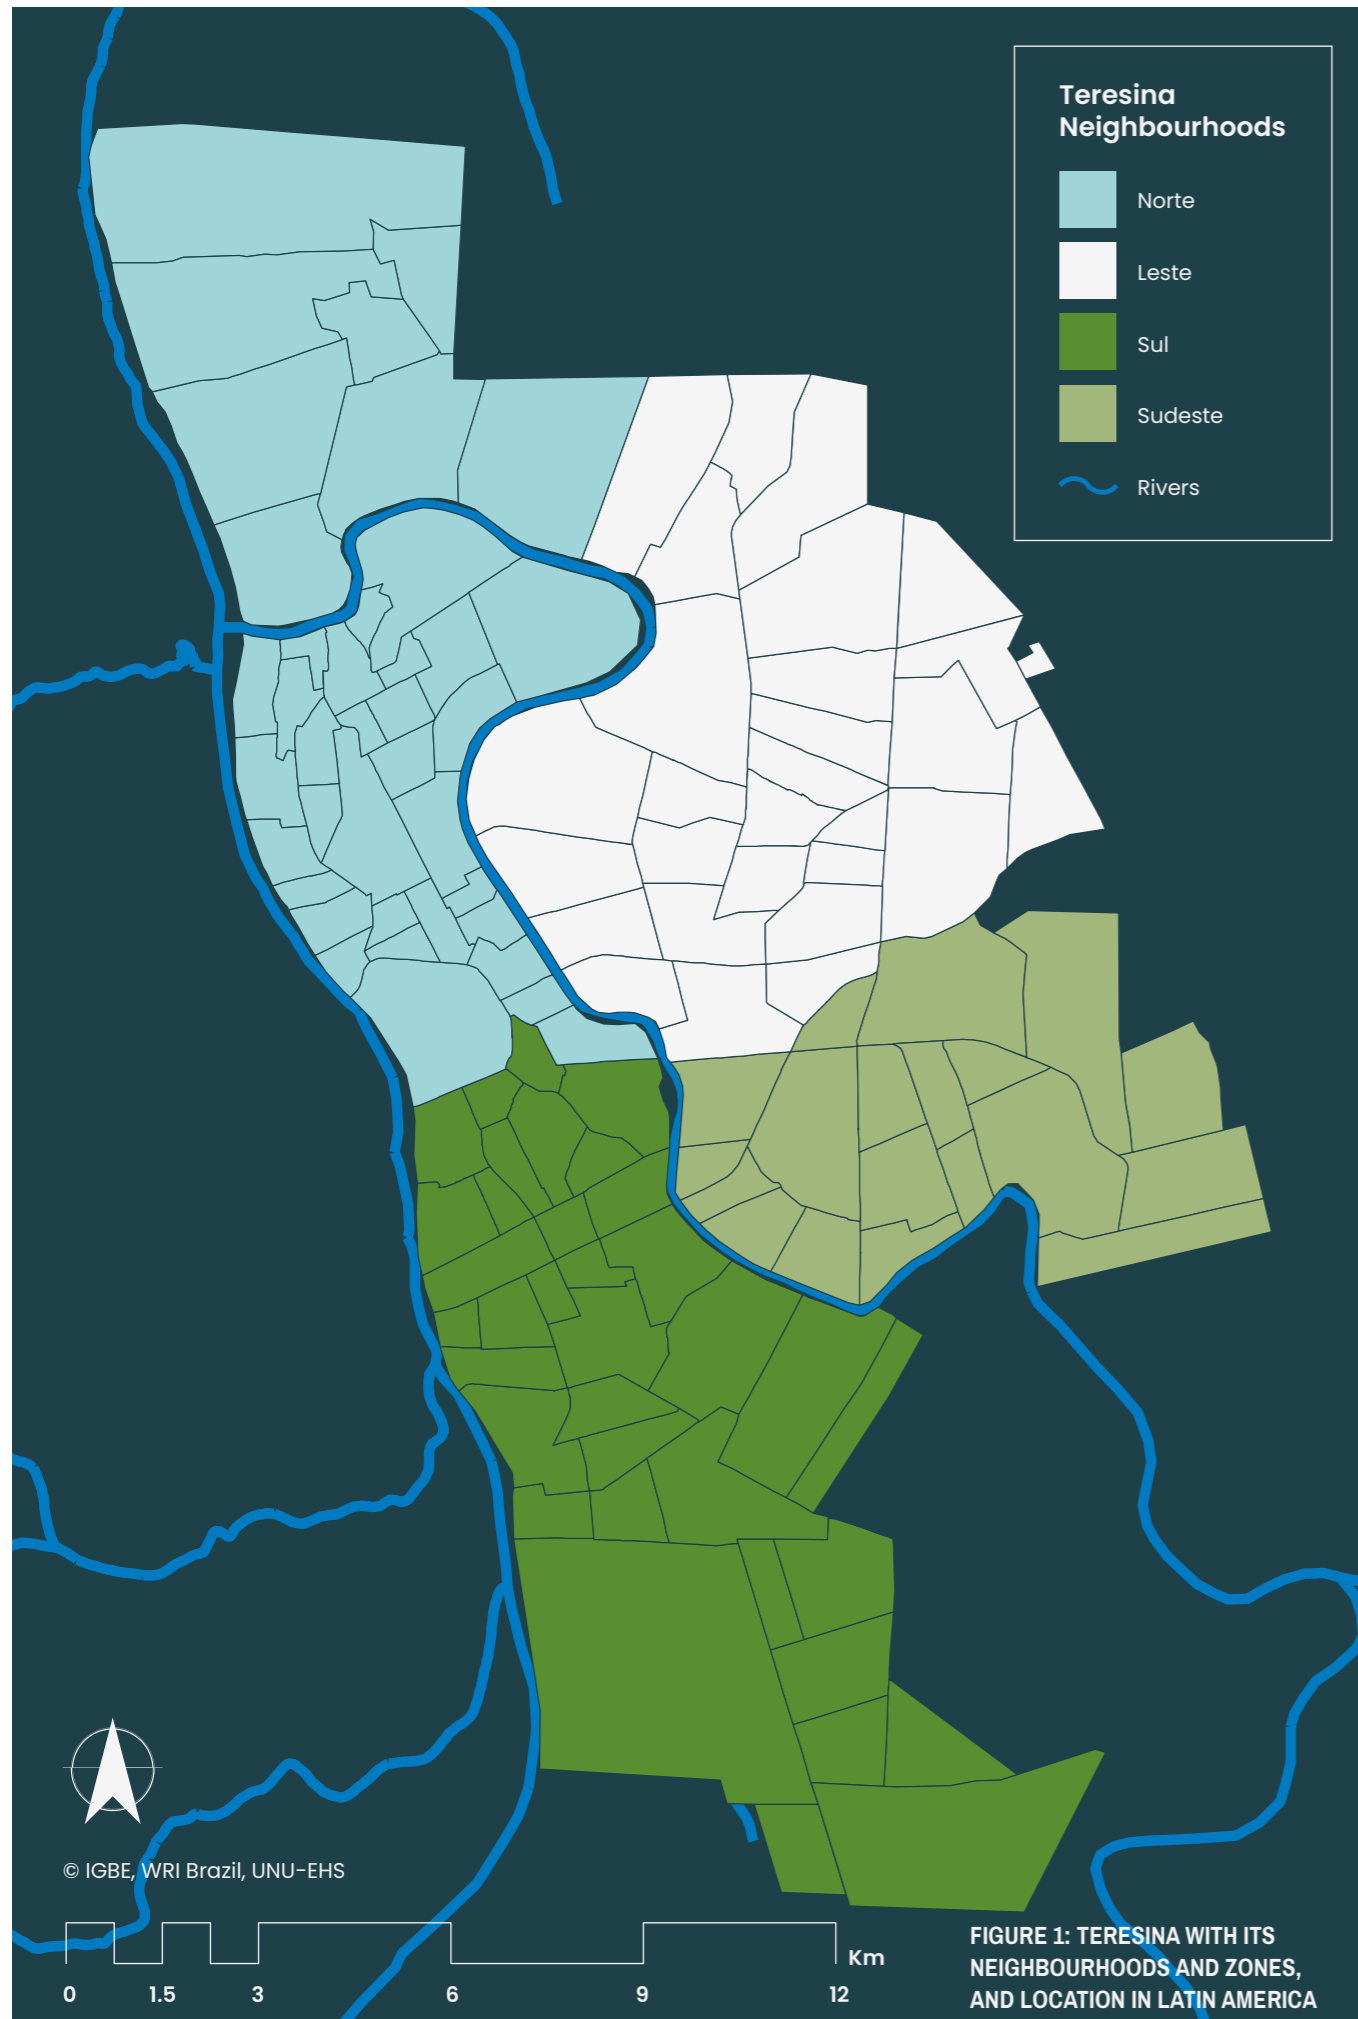 Teresina
Neighbourhoods
Norte
Leste
Sul
Sudeste
Rivers
© IGBE, WRI Brazil, UNU-EHS
Km
0 1.5 3 6 9 12
FIGURE 1: TERESINA WITH ITS
NEIGHBOURHOODS AND ZONES,
AND LOCATION IN LATIN AMERICA